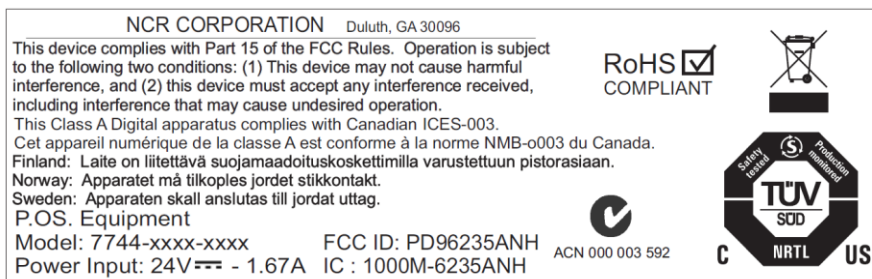 NCR CORPORATION Duluth, GA 30096
This device complies with Part 15 of the FCC Rules. Operation is subject
to the following two conditions: (1) This device may not cause harmful
interference, and (2) this device must accept any interference received,
including interference that may cause undesired operation.
This Class A Digital apparatus complies with Canadian ICES-003.
Cet appareil numérique de la classe A est conforme à la norme NMB-o003 du Canada.
Finland: Laite on liitettävä suojamaadoituskoskettimilla varustettuun pistorasiaan.
Norway: Apparatet må tilkoples jordet stikkontakt.
Sweden: Apparaten skall anslutas till jordat uttag.
P.OS. Equipment
Model: 7744-xxxx-xxxx FCC ID: PD96235ANH
Power Input: 24V⎓ - 1.67A IC : 1000M-6235ANH
RoHS ☑
COMPLIANT
ACN 000 003 592
Safety tested
S
Production monitored
TÜV
SÜD
C NRTL US